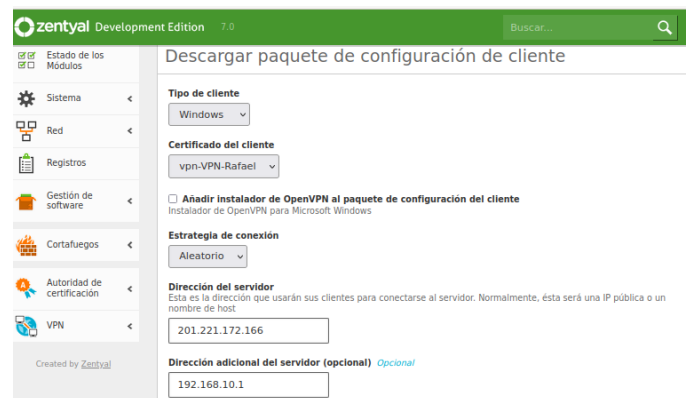 zentyal Development Edition 7.0
Buscar...
Estado de los
Módulos
Sistema
Red
Registros
Gestión de
software
Cortafuegos
Autoridad de
certificación
VPN
Created by Zentyal
Descargar paquete de configuración de cliente
Tipo de cliente
Windows
Certificado del cliente
vpn-VPN-Rafael
Añadir instalador de OpenVPN al paquete de configuración del cliente
Instalador de OpenVPN para Microsoft Windows
Estrategia de conexión
Aleatorio
Dirección del servidor
Esta es la dirección que usarán sus clientes para conectarse al servidor. Normalmente, ésta será una IP pública o un
nombre de host
201.221.172.166
Dirección adicional del servidor (opcional) Opcional
192.168.10.1